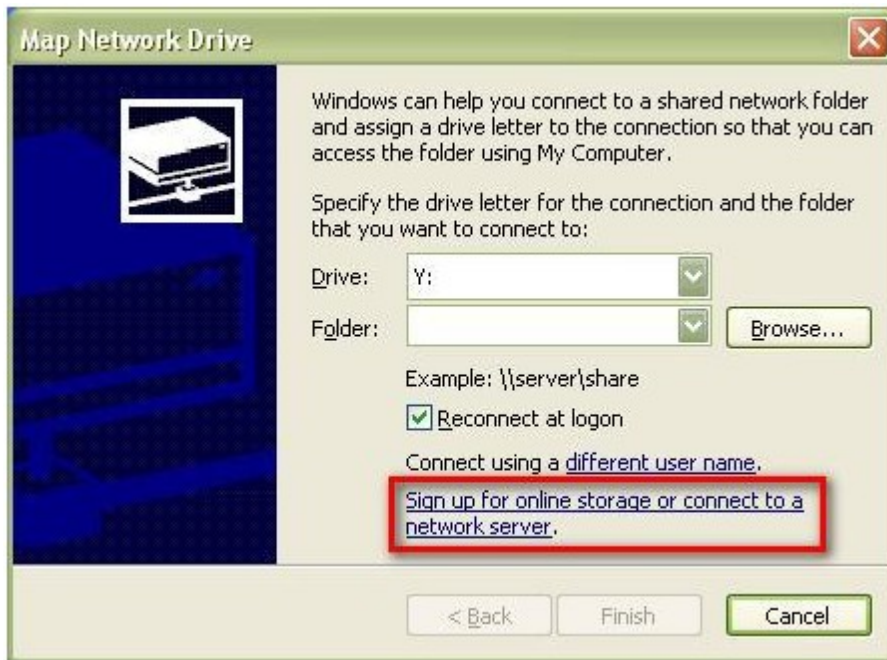 Map Network Drive
Windows can help you connect to a shared network folder
and assign a drive letter to the connection so that you can
access the folder using My Computer.
Specify the drive letter for the connection and the folder
that you want to connect to:
Drive: Y:
Folder: Browse...
Example: \\server\share
Reconnect at logon
Connect using a different user name.
Sign up for online storage or connect to a
network server.
< Back Finish Cancel